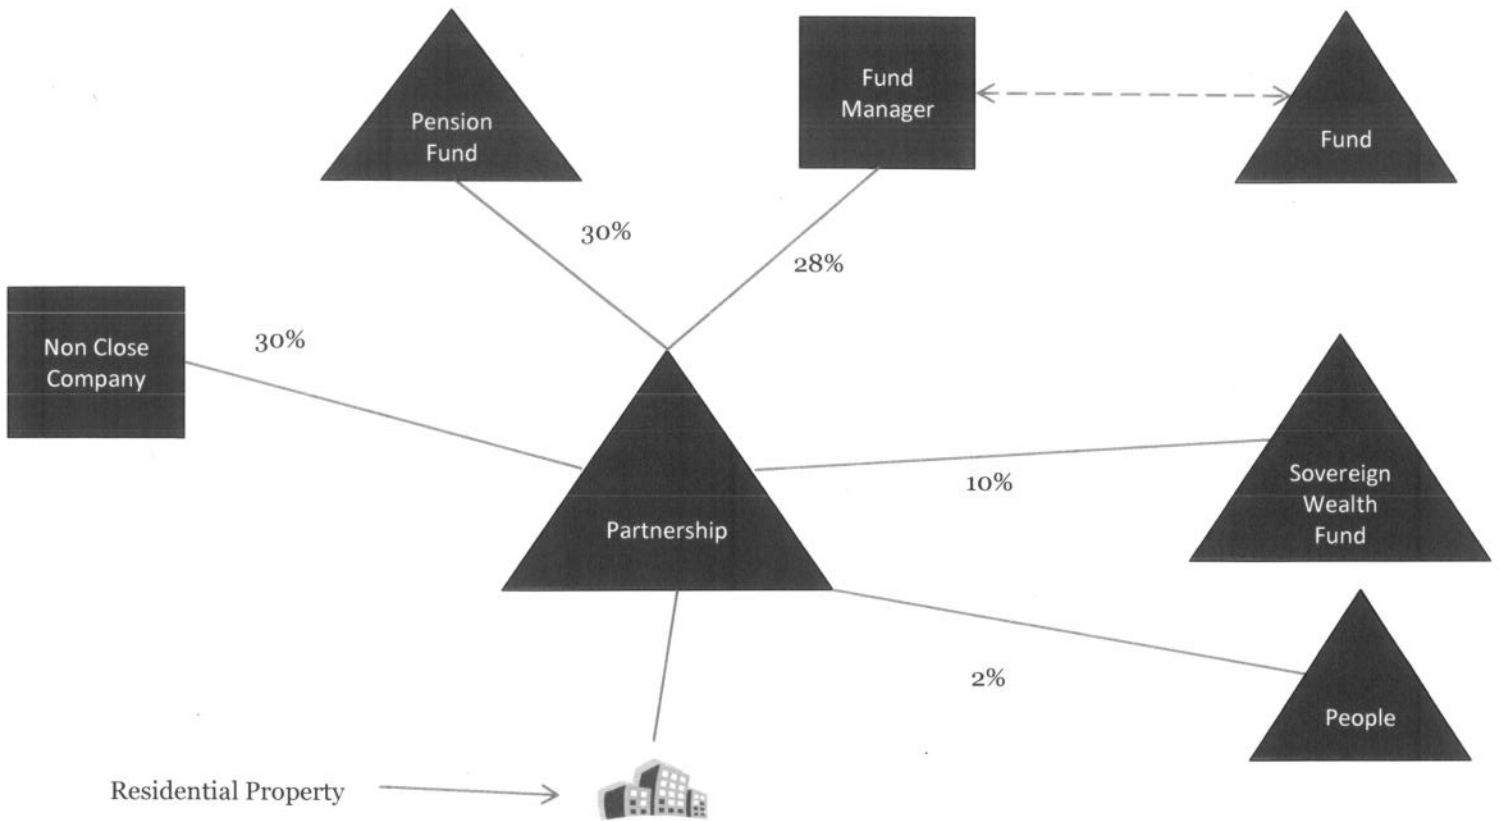 Pension
Fund
Fund
Manager
Fund
30%
28%
Non Close
Company
30%
Partnership
10%
Sovereign
Wealth
Fund
2%
People
Residential Property